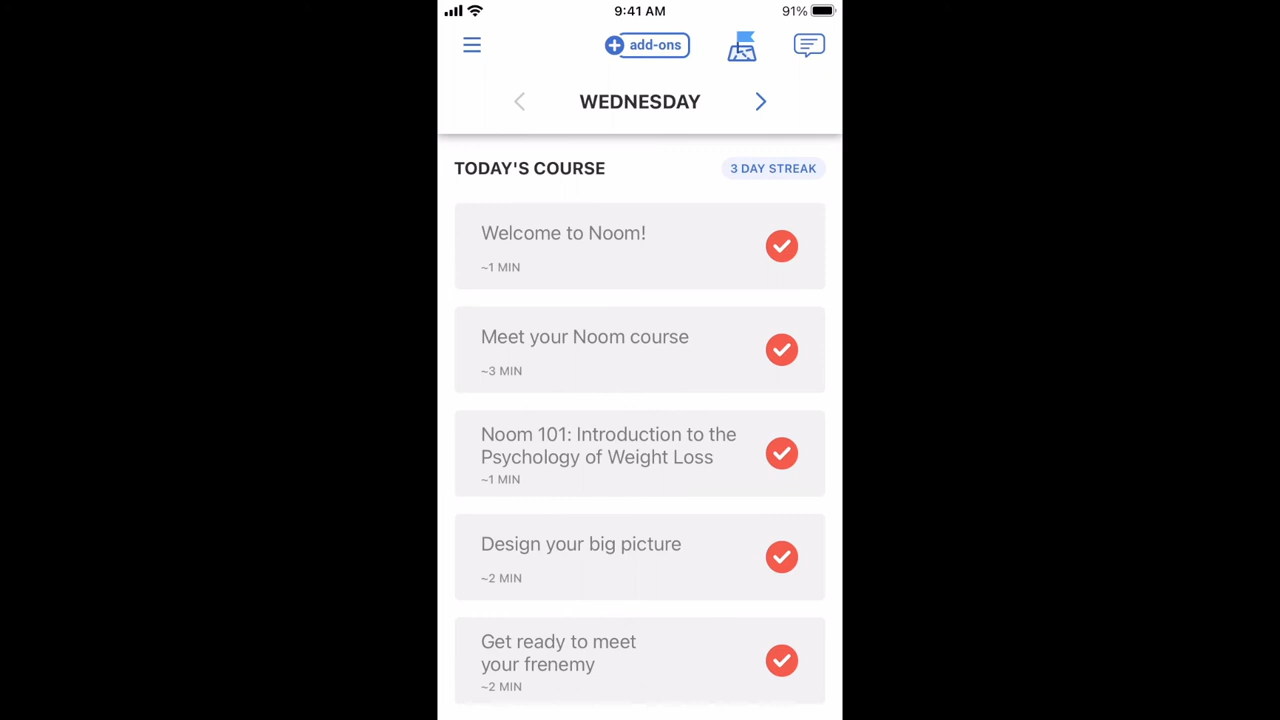 9:41 AM
91%
add-ons
WEDNESDAY
TODAY'S COURSE
3 DAY STREAK
Welcome to Noom!
~1 MIN
Meet your Noom course
~3 MIN
Noom 101: Introduction to the
Psychology of Weight Loss
~1 MIN
Design your big picture
~2 MIN
Get ready to meet
your frenemy
~2 MIN